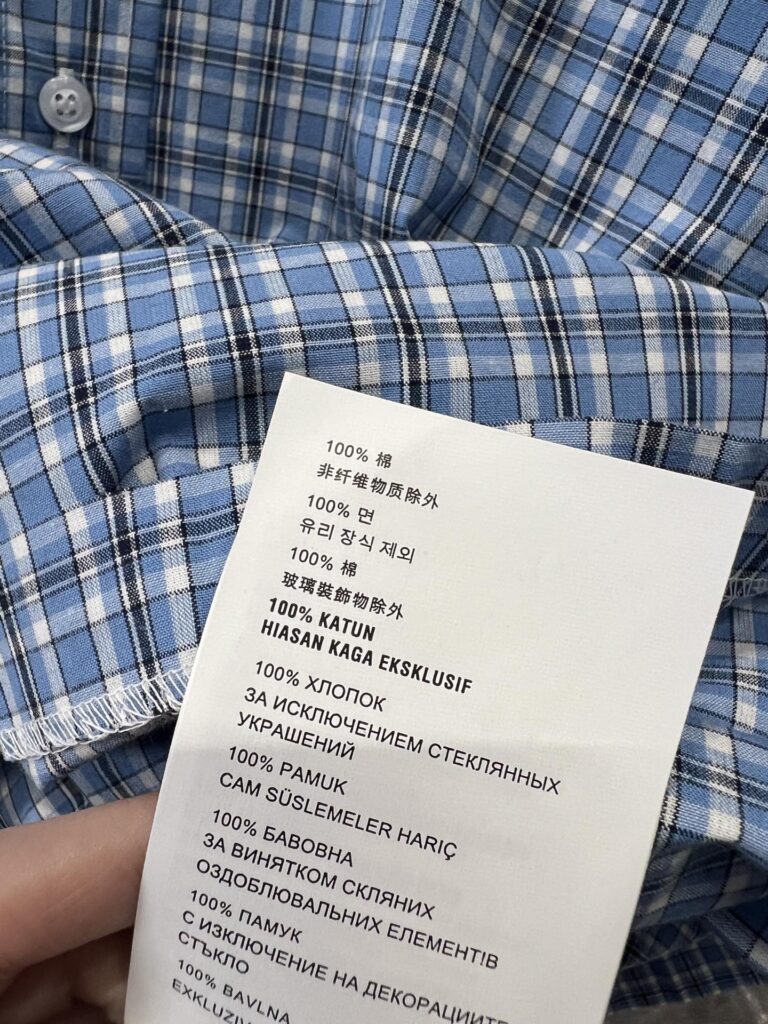 100% 棉
非纤维物质除外
100% 면
유리 장식 제외
100% 棉
玻璃裝飾物除外
100% KATUN
HIASAN KAGA EKSKLUSIF
100% ХЛОПОК
ЗА ИСКЛЮЧЕНИЕМ СТЕКЛЯННЫХ
УКРАШЕНИЙ
100% PAMUK
CAM SÜSLEMELER HARIÇ
100% БАВОВНА
ЗА ВИНЯТКОМ СКЛЯНИХ
ОЗДОБЛЮВАЛЬНИХ ЕЛЕМЕНТІВ
100% ПАМУК
С ИЗКЛЮЧЕНИЕ НА ДЕКОРАЦИИТЕ
СТЪКЛО
100% BAVLNA